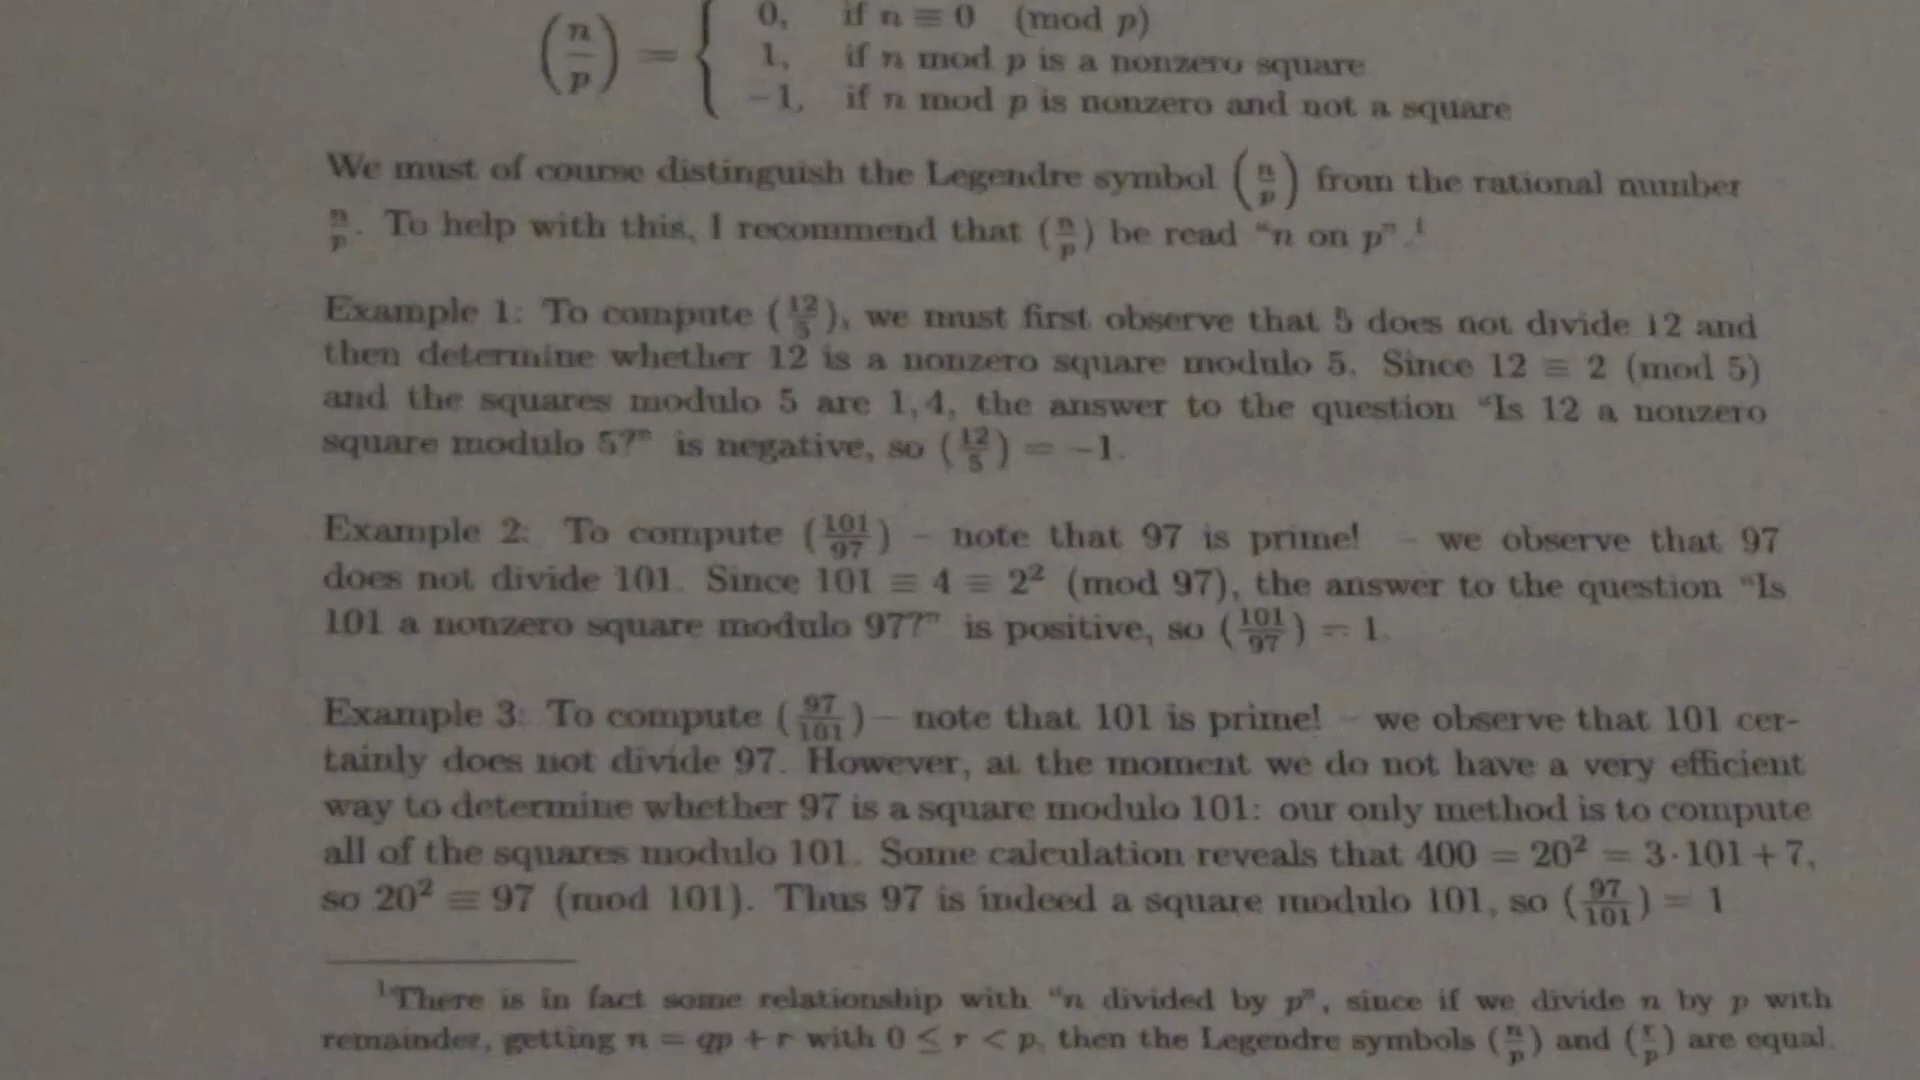 (n/p) = { 0, if n ≡ 0 (mod p)
1, if n mod p is a nonzero square
−1, if n mod p is nonzero and not a square
We must of course distinguish the Legendre symbol (n/p) from the rational number
n/p. To help with this, I recommend that (n/p) be read “n on p”.¹
Example 1: To compute (12/5), we must first observe that 5 does not divide 12 and
then determine whether 12 is a nonzero square modulo 5. Since 12 ≡ 2 (mod 5)
and the squares modulo 5 are 1, 4, the answer to the question “Is 12 a nonzero
square modulo 5?” is negative, so (12/5) = −1.
Example 2: To compute (101/97) – note that 97 is prime! – we observe that 97
does not divide 101. Since 101 ≡ 4 ≡ 2² (mod 97), the answer to the question “Is
101 a nonzero square modulo 97?” is positive, so (101/97) = 1.
Example 3: To compute (97/101) – note that 101 is prime! – we observe that 101 cer-
tainly does not divide 97. However, at the moment we do not have a very efficient
way to determine whether 97 is a square modulo 101: our only method is to compute
all of the squares modulo 101. Some calculation reveals that 400 = 20² = 3·101 + 7,
so 20² ≡ 97 (mod 101). Thus 97 is indeed a square modulo 101, so (97/101) = 1
¹There is in fact some relationship with “n divided by p”, since if we divide n by p with
remainder, getting n = qp + r with 0 ≤ r < p, then the Legendre symbols (n/p) and (r/p) are equal.